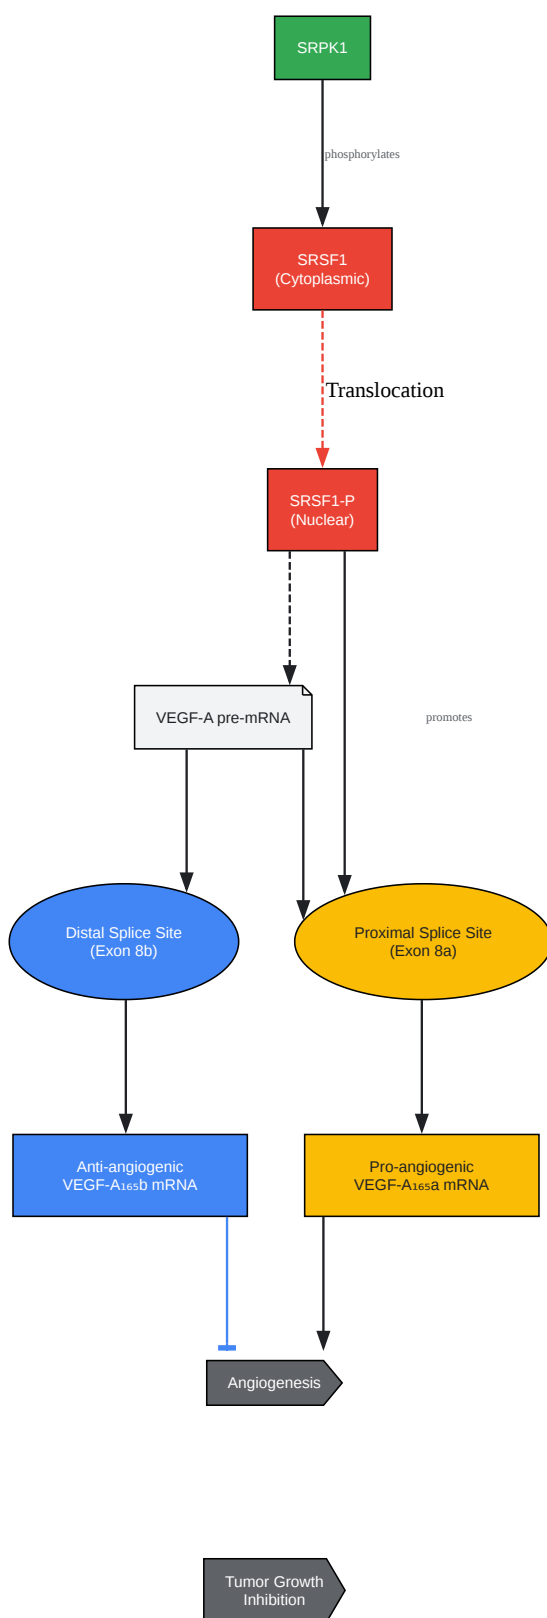 SRPK1
phosphorylates
SRSF1
(Cytoplasmic)
Translocation
SRSF1-P
(Nuclear)
VEGF-A pre-mRNA
promotes
Distal Splice Site
(Exon 8b)
Proximal Splice Site
(Exon 8a)
Anti-angiogenic
VEGF-A₁₆₅b mRNA
Pro-angiogenic
VEGF-A₁₆₅a mRNA
Angiogenesis
Tumor Growth
Inhibition